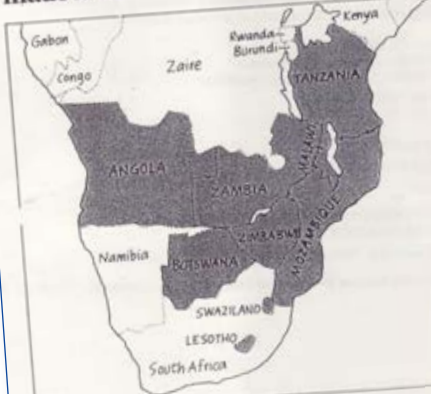 Gabon
Congo
Zaire
Rwanda
Burundi
Kenya
TANZANIA
ANGOLA
ZAMBIA
MALAWI
ZIMBABWE
MOZAMBIQUE
Namibia
BOTSWANA
SWAZILAND
LESOTHO
South Africa